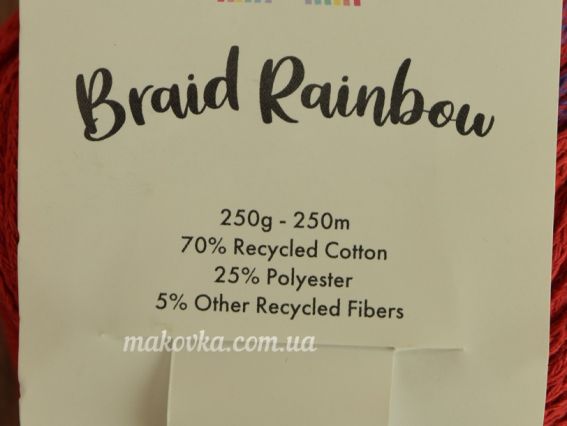 Braid Rainbow
250g - 250m
70% Recycled Cotton
25% Polyester
5% Other Recycled Fibers
makovka.com.ua